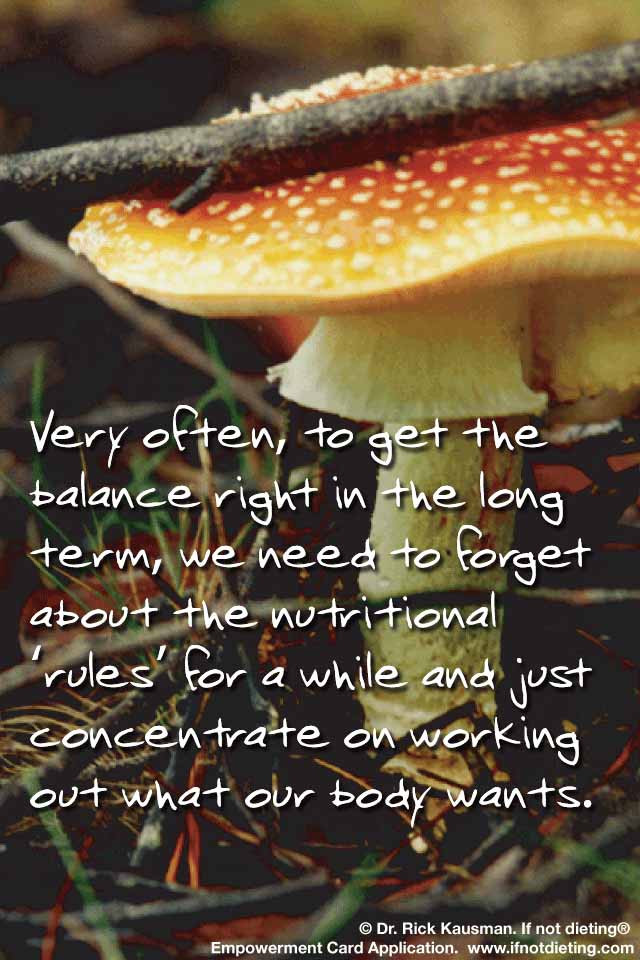 Very often, to get the
balance right in the long
term, we need to forget
about the nutritional
‘rules’ for a while and just
concentrate on working
out what our body wants.
© Dr. Rick Kausman. If not dieting®
Empowerment Card Application. www.ifnotdieting.com